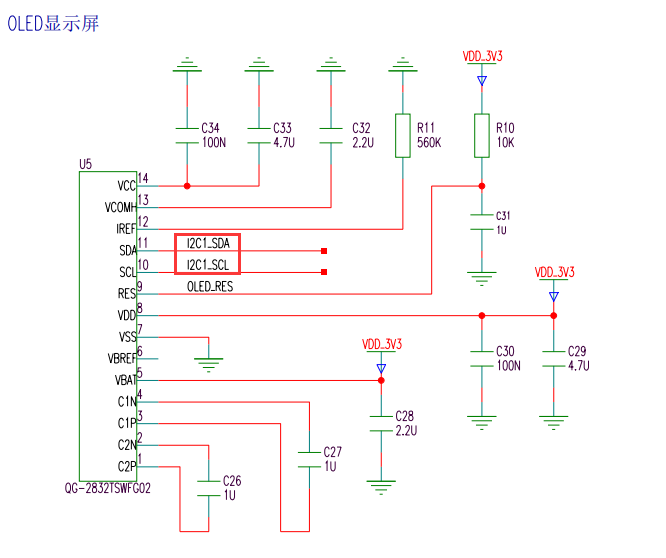 OLED显示屏
VDD_3V3
C34
100N
C33
4.7U
C32
2.2U
R11
560K
R10
10K
U5
VCC 14
VCOMH 13
IREF 12
SDA 11
I2C1_SDA
SCL 10
I2C1_SCL
RES 9
OLED_RES
VDD 8
VSS 7
VBREF 6
VBAT 5
C1N 4
C1P 3
C2N 2
C2P 1
QG-2832TSWFG02
C31
1U
VDD_3V3
C30
100N
C29
4.7U
VDD_3V3
C28
2.2U
C27
1U
C26
1U